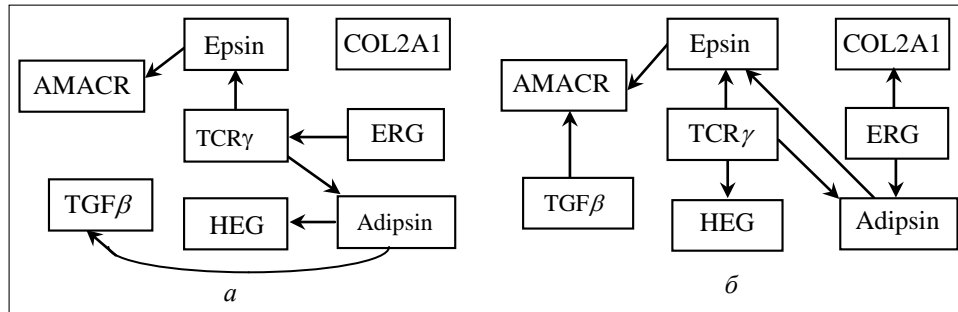 Epsin
COL2A1
AMACR
TCRγ
ERG
TGFβ
HEG
Adipsin
а
Epsin
COL2A1
AMACR
TCRγ
ERG
TGFβ
HEG
Adipsin
б